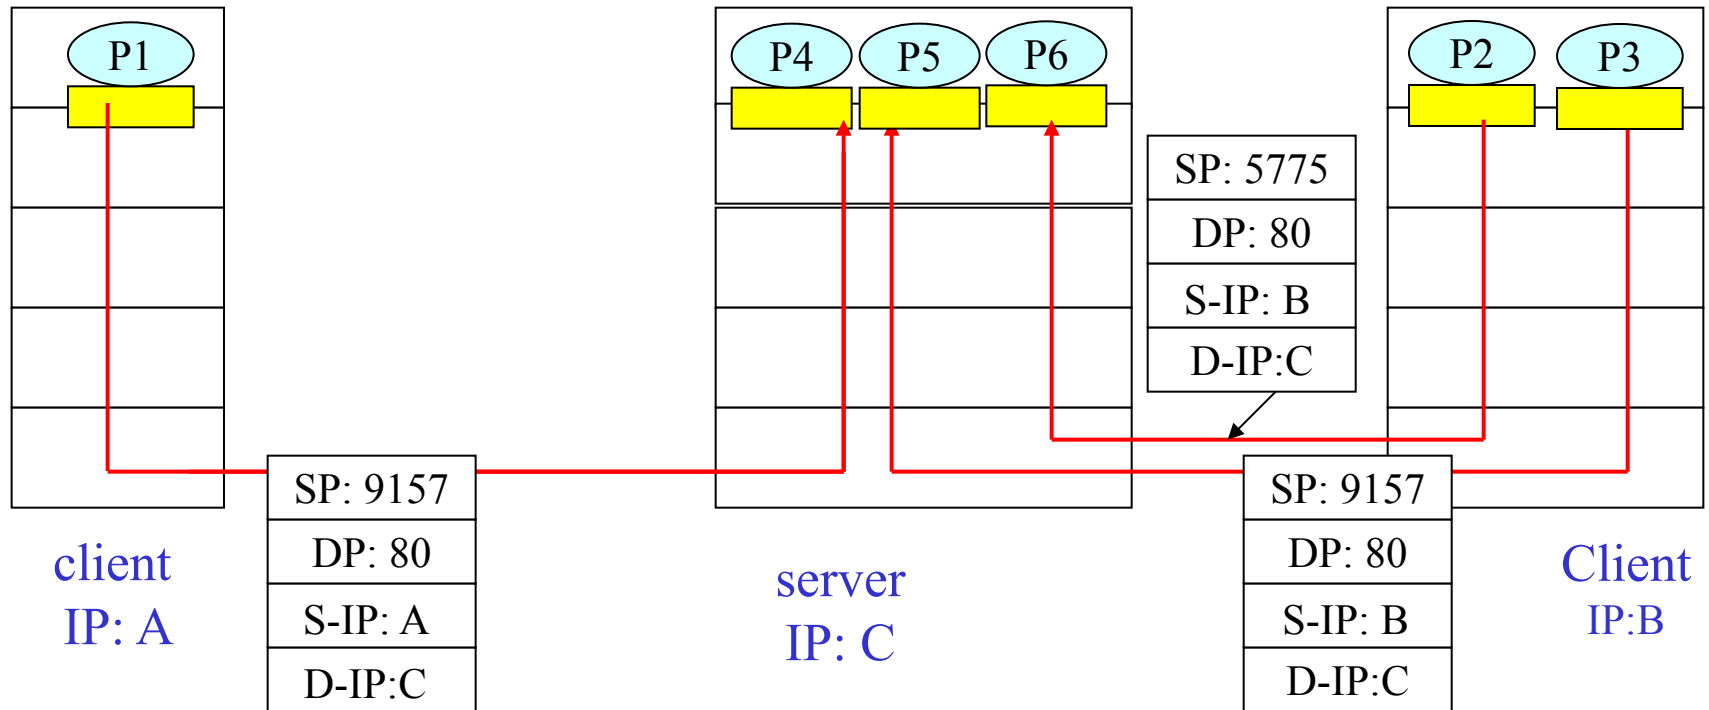 P1
P4
P5
P6
P2
P3
SP: 5775
DP: 80
S-IP: B
D-IP:C
SP: 9157
DP: 80
S-IP: A
D-IP:C
SP: 9157
DP: 80
S-IP: B
D-IP:C
client
IP: A
server
IP: C
Client
IP:B